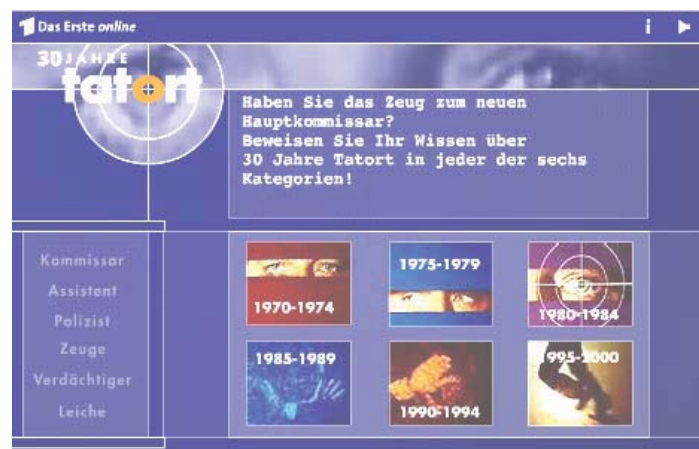 Das Erste online
i
30 JAHRE
tatort
Haben Sie das Zeug zum neuen
Hauptkommissar?
Beweisen Sie Ihr Wissen über
30 Jahre Tatort in jeder der sechs
Kategorien!
Kommissar
Assistent
Polizist
Zeuge
Verdächtiger
Leiche
1970-1974
1975-1979
1980-1984
1985-1989
1990-1994
1995-2000